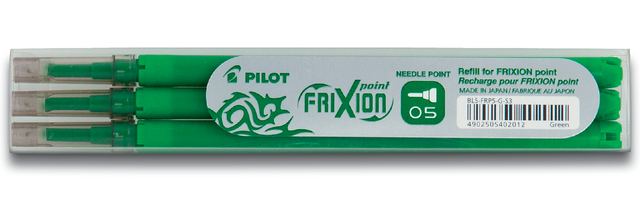 PILOT
point
FRIXION
NEEDLE POINT
05
Refill for FRIXION point
Recharge pour FRIXION point
MADE IN JAPAN/FABRIQUE AU JAPON
BLS-FRP5-G-S3
4902505402012 Green